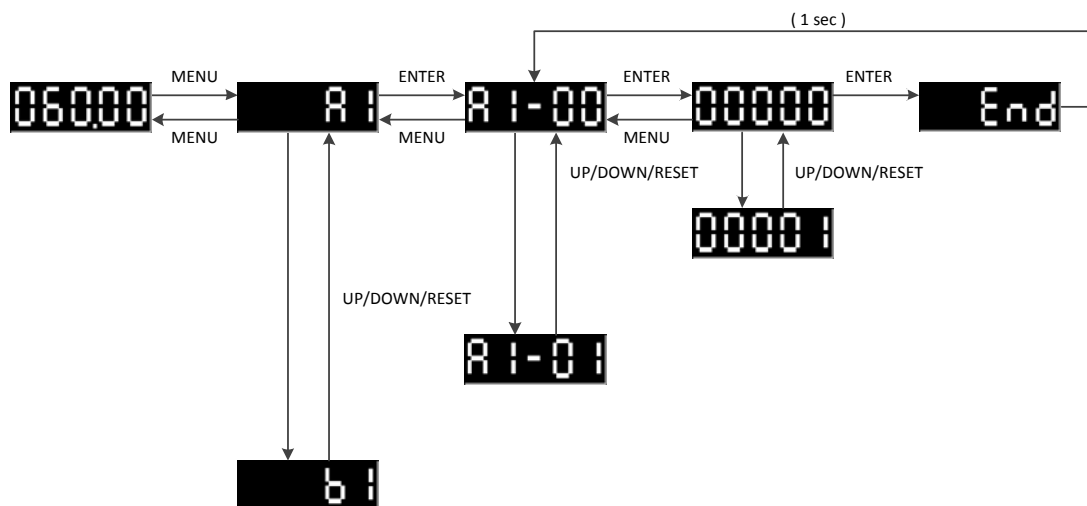 ( 1 sec )
MENU
ENTER
ENTER
ENTER
060.00
A1
A1-00
00000
End
MENU
MENU
MENU
UP/DOWN/RESET
UP/DOWN/RESET
00001
UP/DOWN/RESET
A1-01
b1